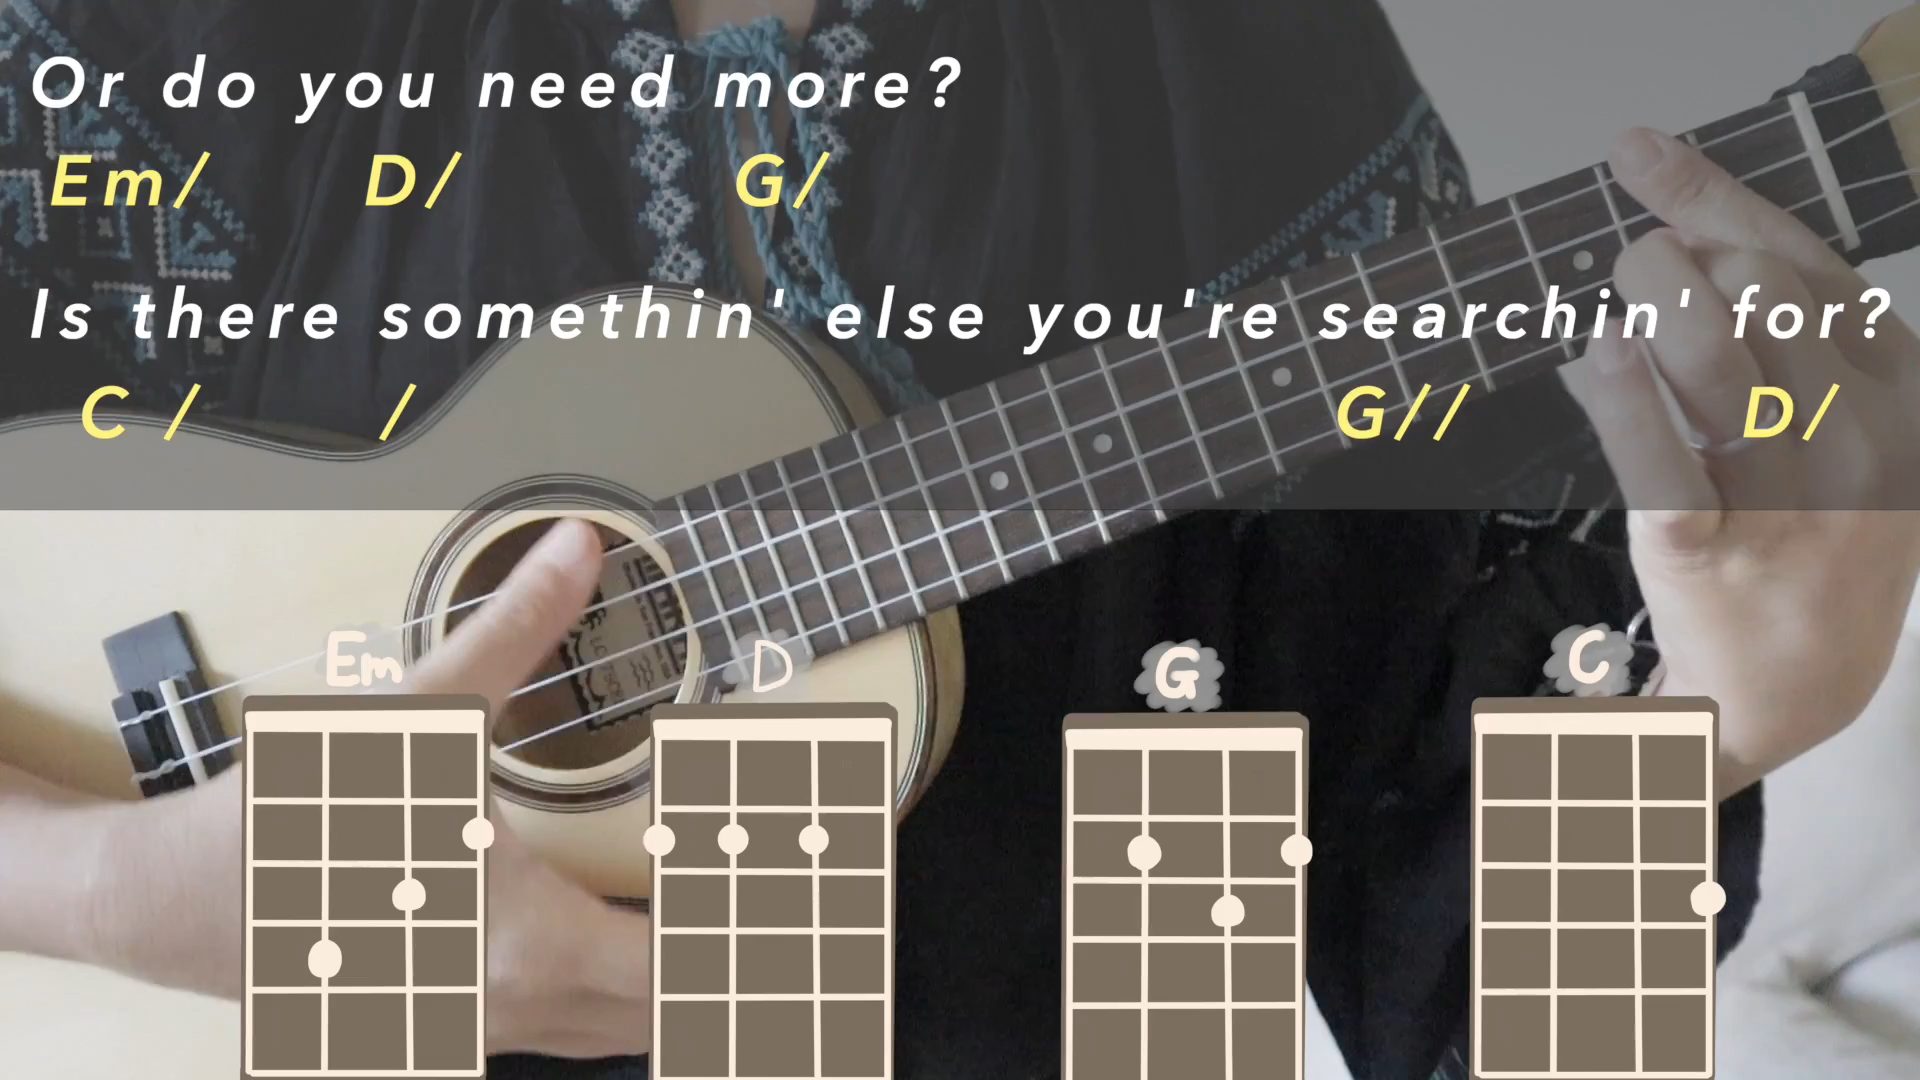 Or do you need more?
Em/ D/ G/
Is there somethin' else you're searchin' for?
C / / G// D/
Em D G C